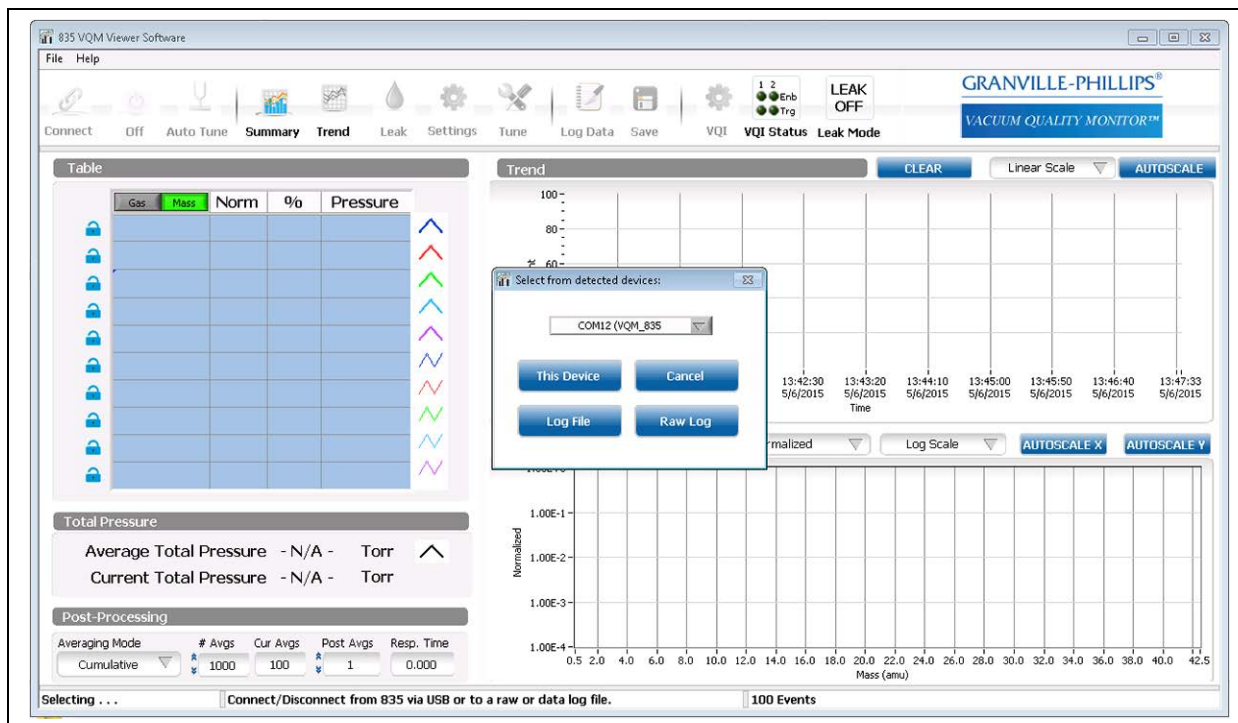 835 VQM Viewer Software
File Help
Connect Off Auto Tune Summary Trend Leak Settings Tune Log Data Save VQI VQI Status Leak Mode
1 2
Enb
Trg
LEAK
OFF
GRANVILLE-PHILLIPS®
VACUUM QUALITY MONITOR™
Table
Gas Mass Norm % Pressure
Total Pressure
Average Total Pressure - N/A - Torr
Current Total Pressure - N/A - Torr
Post-Processing
Averaging Mode # Avgs Cur Avgs Post Avgs Resp. Time
Cumulative 1000 100 1 0.000
Trend CLEAR Linear Scale AUTOSCALE
100
80
60
Select from detected devices:
COM12 (VQM_835
This Device Cancel
Log File Raw Log
13:42:30 13:43:20 13:44:10 13:45:00 13:45:50 13:46:40 13:47:33
5/6/2015 5/6/2015 5/6/2015 5/6/2015 5/6/2015 5/6/2015 5/6/2015
Time
rmalized Log Scale AUTOSCALE X AUTOSCALE Y
1.00E-1
1.00E-2
1.00E-3
1.00E-4
Normalized
0.5 2.0 4.0 6.0 8.0 10.0 12.0 14.0 16.0 18.0 20.0 22.0 24.0 26.0 28.0 30.0 32.0 34.0 36.0 38.0 40.0 42.5
Mass (amu)
Selecting . . . Connect/Disconnect from 835 via USB or to a raw or data log file. 100 Events